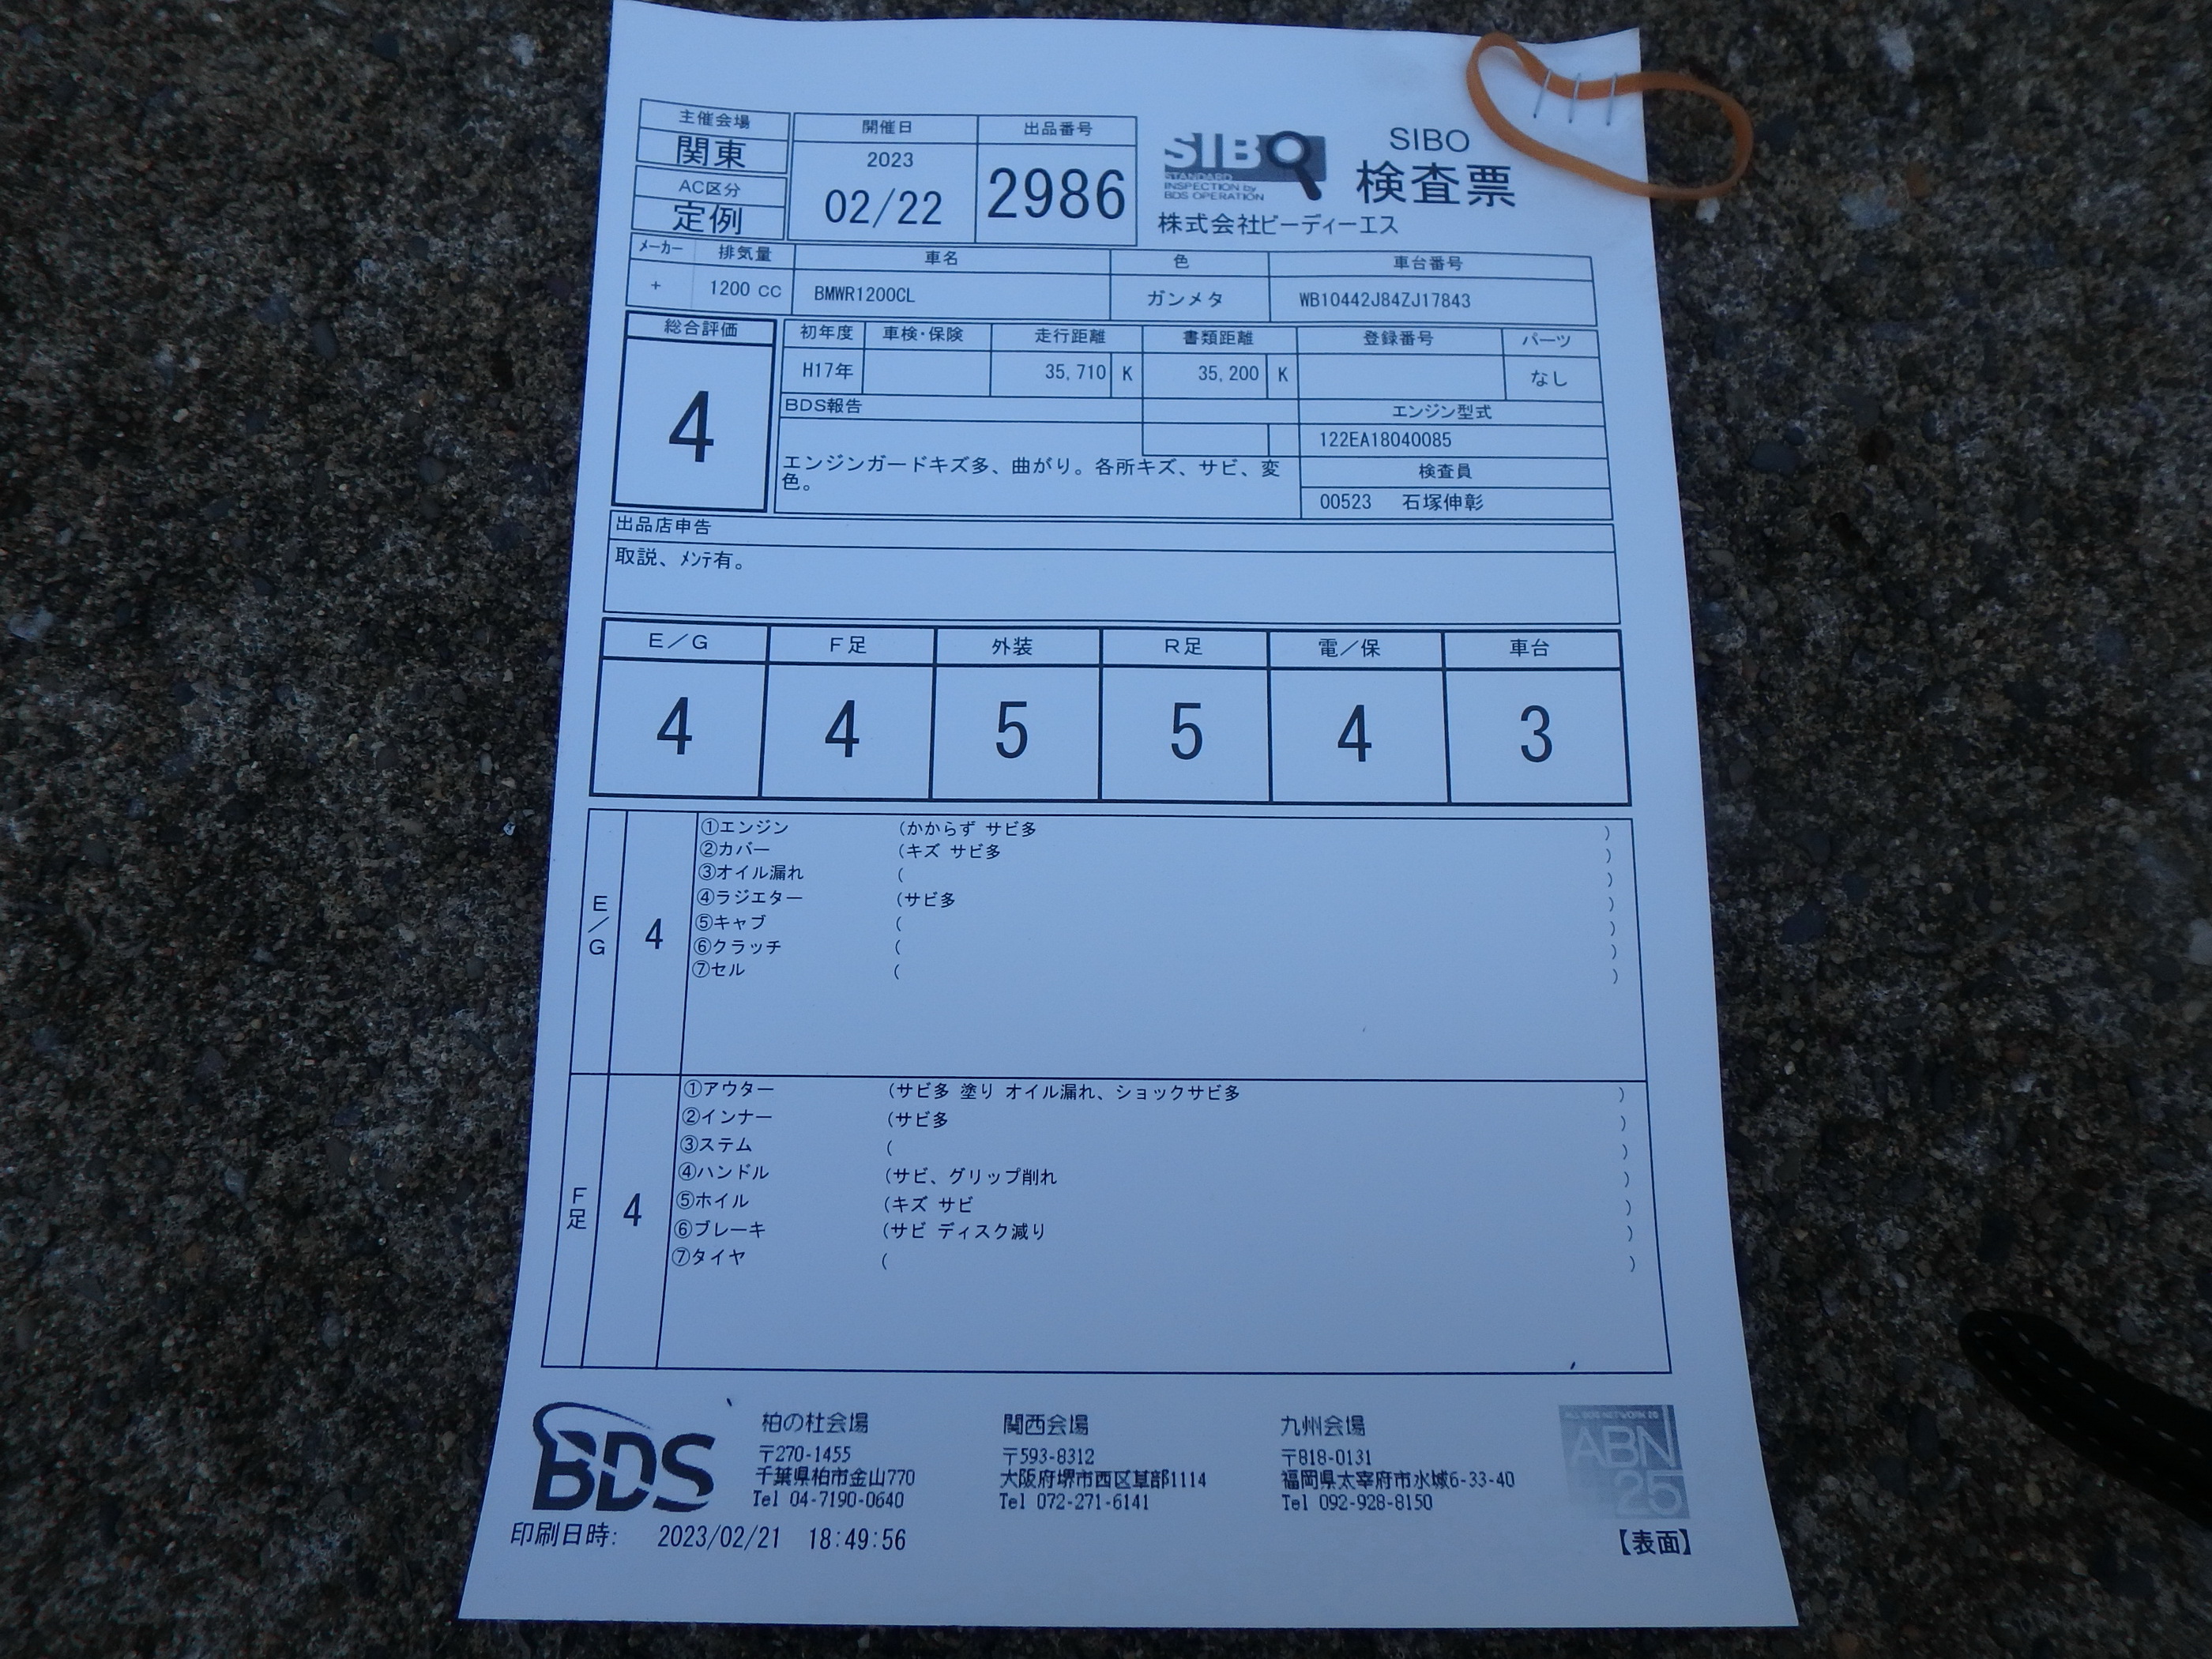 主催会場
関東
AC区分
定例
開催日
2023
02/22
出品番号
2986
SIBO
STANDARD
INSPECTION by
BDS OPERATION
SIBO
検査票
株式会社ビーディーエス
メーカー 排気量 車名 色 車台番号
+ 1200 CC BMWR1200CL ガンメタ WB10442J84ZJ17843
総合評価
4
初年度 車検・保険 走行距離 書類距離 登録番号 パーツ
H17年 35,710 K 35,200 K なし
BDS報告
エンジンガードキズ多、曲がり。各所キズ、サビ、変
色。
エンジン型式
122EA18040085
検査員
00523 石塚伸彰
出品店申告
取説、ﾒﾝﾃ有。
E/G F足 外装 R足 電/保 車台
4 4 5 5 4 3
E/G
4
①エンジン (かからず サビ多 )
②カバー (キズ サビ多 )
③オイル漏れ ( )
④ラジエター (サビ多 )
⑤キャブ ( )
⑥クラッチ ( )
⑦セル ( )
F足
4
①アウター (サビ多 塗り オイル漏れ、ショックサビ多 )
②インナー (サビ多 )
③ステム ( )
④ハンドル (サビ、グリップ削れ )
⑤ホイル (キズ サビ )
⑥ブレーキ (サビ ディスク減り )
⑦タイヤ ( )
BDS
柏の杜会場
〒270-1455
千葉県柏市金山770
Tel 04-7190-0640
関西会場
〒593-8312
大阪府堺市西区草部1114
Tel 072-271-6141
九州会場
〒818-0131
福岡県太宰府市水城6-33-40
Tel 092-928-8150
ABN
25
印刷日時: 2023/02/21 18:49:56
【表面】